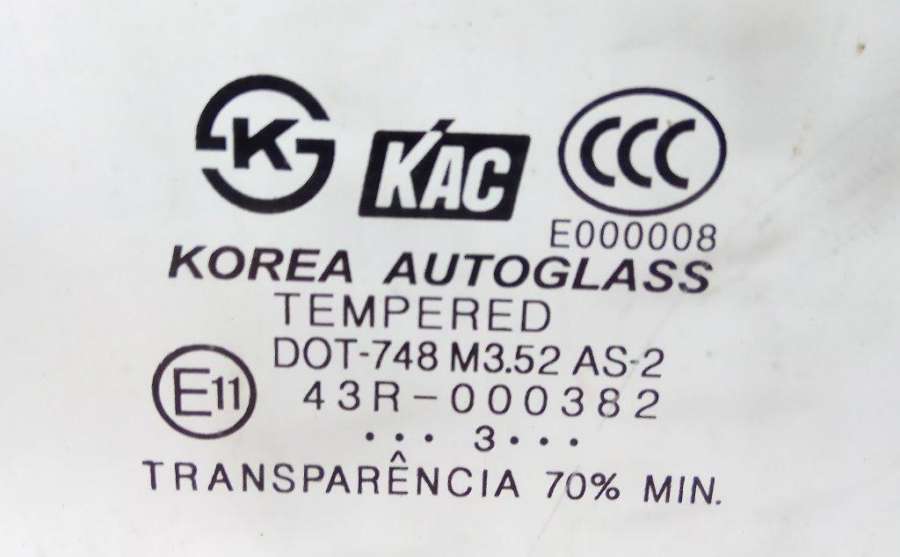 K KAC CCC
E000008
KOREA AUTOGLASS
TEMPERED
DOT-748 M3.52 AS-2
E11 43R-000382
••• 3•••
TRANSPARÊNCIA 70% MIN.